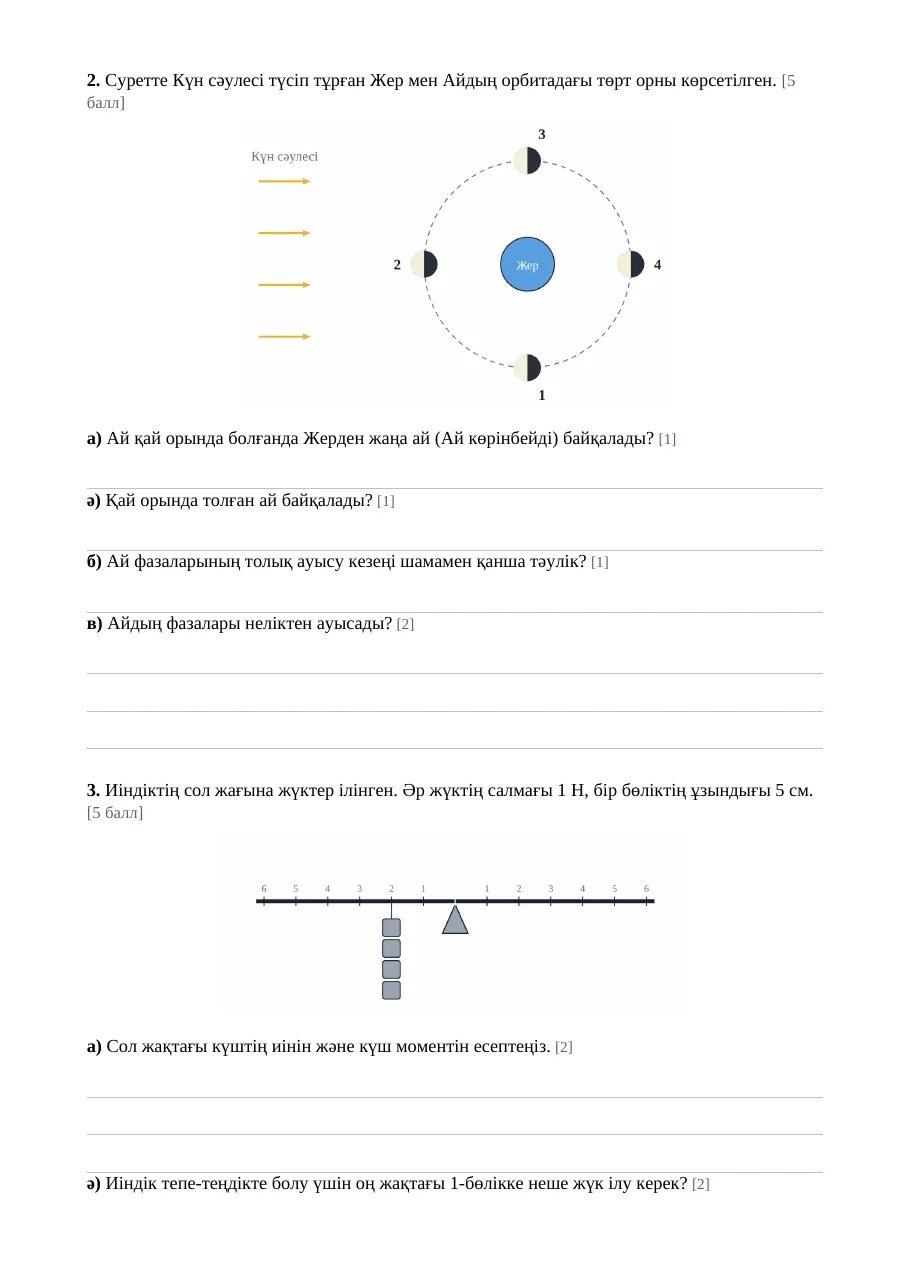 2. Суретте Күн сәулесі түсіп тұрған Жер мен Айдың орбитадағы төрт орны көрсетілген. [5
балл]
3
Күн сәулесі
2
Жер
4
1
а) Ай қай орында болғанда Жерден жаңа ай (Ай көрінбейді) байқалады? [1]
ә) Қай орында толған ай байқалады? [1]
б) Ай фазаларының толық ауысу кезеңі шамамен қанша тәулік? [1]
в) Айдың фазалары неліктен ауысады? [2]
3. Иіндіктің сол жағына жүктер ілінген. Әр жүктің салмағы 1 Н, бір бөліктің ұзындығы 5 см.
[5 балл]
6 5 4 3 2 1 1 2 3 4 5 6
а) Сол жақтағы күштің иінін және күш моментін есептеңіз. [2]
ә) Иіндік тепе-теңдікте болу үшін оң жақтағы 1-бөлікке неше жүк ілу керек? [2]